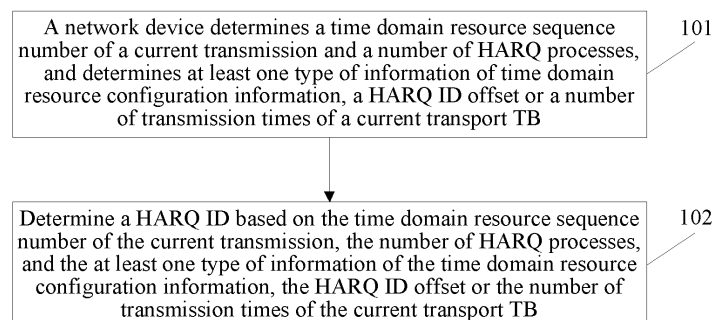 A network device determines a time domain resource sequence
number of a current transmission and a number of HARQ processes,
and determines at least one type of information of time domain
resource configuration information, a HARQ ID offset or a number
of transmission times of a current transport TB
101
Determine a HARQ ID based on the time domain resource sequence
number of the current transmission, the number of HARQ processes,
and the at least one type of information of the time domain resource
configuration information, the HARQ ID offset or the number of
transmission times of the current transport TB
102